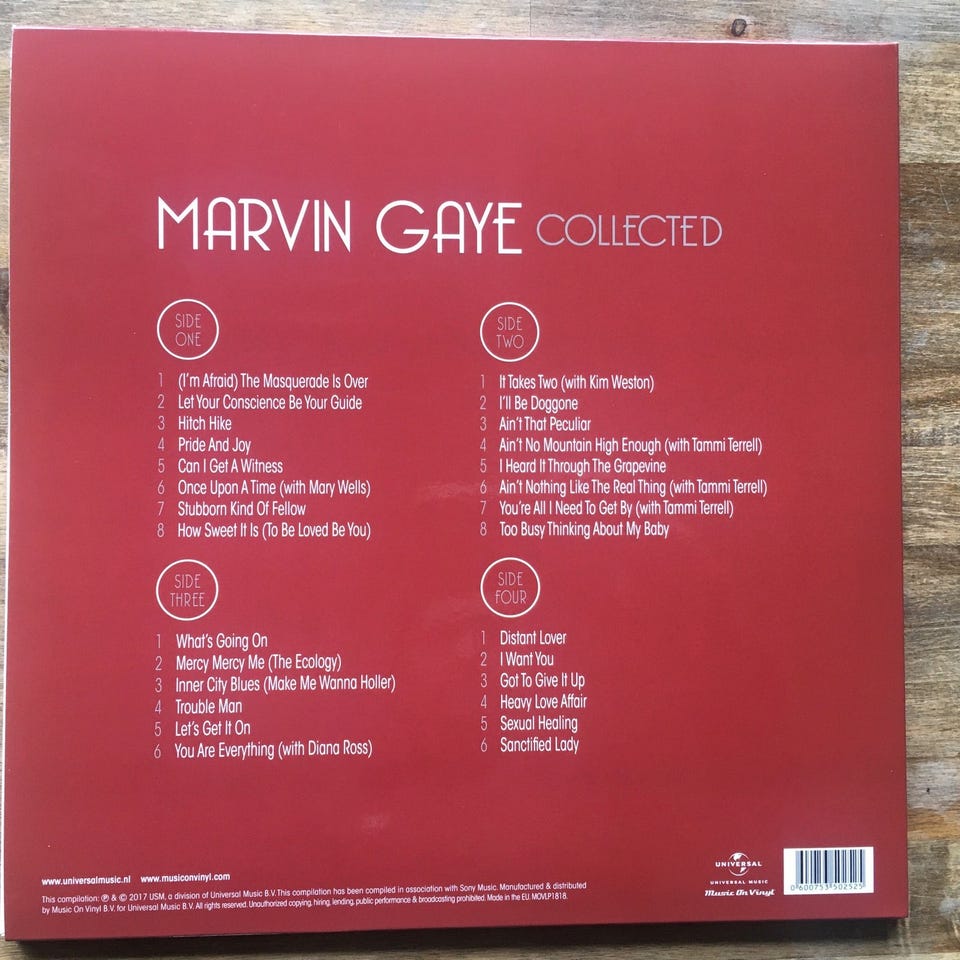 MARVIN GAYE COLLECTED
SIDE
ONE
1 (I'm Afraid) The Masquerade Is Over
2 Let Your Conscience Be Your Guide
3 Hitch Hike
4 Pride And Joy
5 Can I Get A Witness
6 Once Upon A Time (with Mary Wells)
7 Stubborn Kind Of Fellow
8 How Sweet It Is (To Be Loved Be You)
SIDE
TWO
1 It Takes Two (with Kim Weston)
2 I'll Be Doggone
3 Ain't That Peculiar
4 Ain't No Mountain High Enough (with Tammi Terrell)
5 I Heard It Through The Grapevine
6 Ain't Nothing Like The Real Thing (with Tammi Terrell)
7 You're All I Need To Get By (with Tammi Terrell)
8 Too Busy Thinking About My Baby
SIDE
THREE
1 What's Going On
2 Mercy Mercy Me (The Ecology)
3 Inner City Blues (Make Me Wanna Holler)
4 Trouble Man
5 Let's Get It On
6 You Are Everything (with Diana Ross)
SIDE
FOUR
1 Distant Lover
2 I Want You
3 Got To Give It Up
4 Heavy Love Affair
5 Sexual Healing
6 Sanctified Lady
www.universalmusic.nl www.musiconvinyl.com
This compilation: ℗ & © 2017 USM, a division of Universal Music B.V. This compilation has been compiled in association with Sony Music. Manufactured & distributed
by Music On Vinyl B.V. for Universal Music B.V. All rights reserved. Unauthorized copying, hiring, lending, public performance & broadcasting prohibited. Made in the EU. MOVLP1818.
UNIVERSAL
UNIVERSAL MUSIC
Music On Vinyl
0 600753 502525